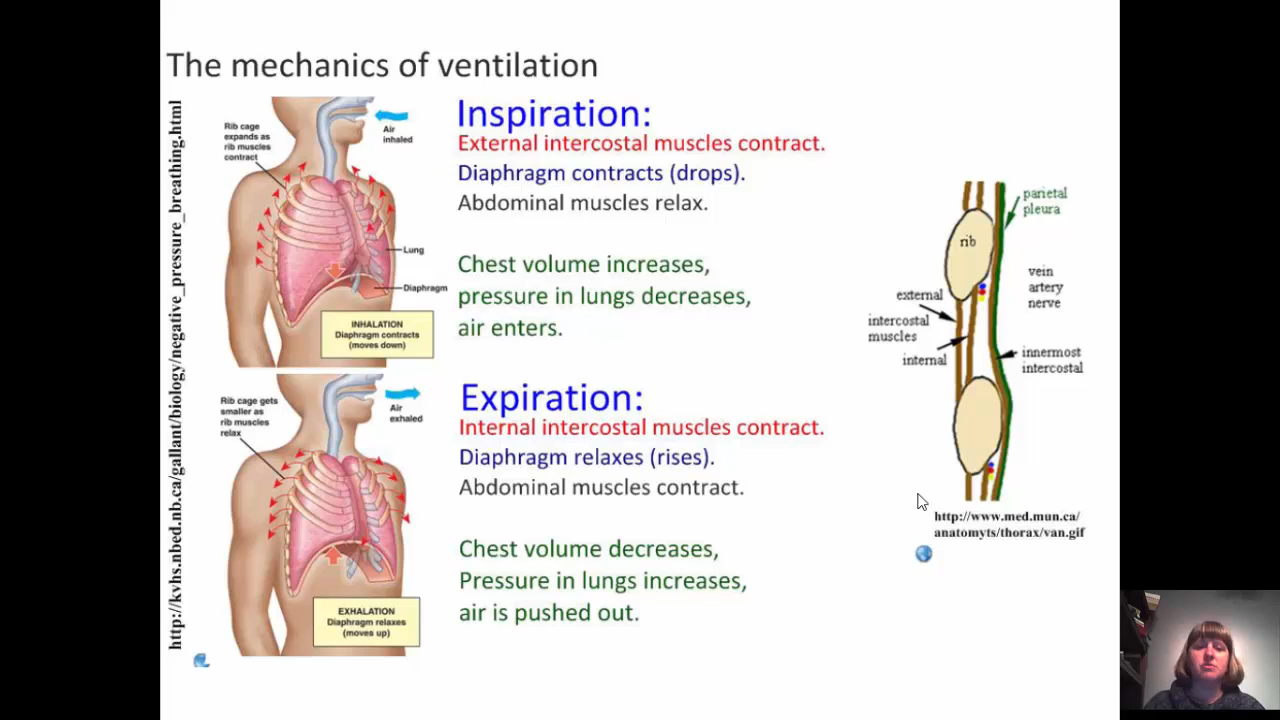 The mechanics of ventilation
http://kvhs.nbed.nb.ca/gallant/biology/negative_pressure_breathing.html
Rib cage
expands as
rib muscles
contract
Air
inhaled
Lung
Diaphragm
INHALATION
Diaphragm contracts
(moves down)
Inspiration:
External intercostal muscles contract.
Diaphragm contracts (drops).
Abdominal muscles relax.
Chest volume increases,
pressure in lungs decreases,
air enters.
Rib cage gets
smaller as
rib muscles
relax
Air
exhaled
EXHALATION
Diaphragm relaxes
(moves up)
Expiration:
Internal intercostal muscles contract.
Diaphragm relaxes (rises).
Abdominal muscles contract.
Chest volume decreases,
Pressure in lungs increases,
air is pushed out.
parietal
pleura
rib
vein
artery
nerve
external
intercostal
muscles
internal
innermost
intercostal
http://www.med.mun.ca/
anatomyts/thorax/van.gif